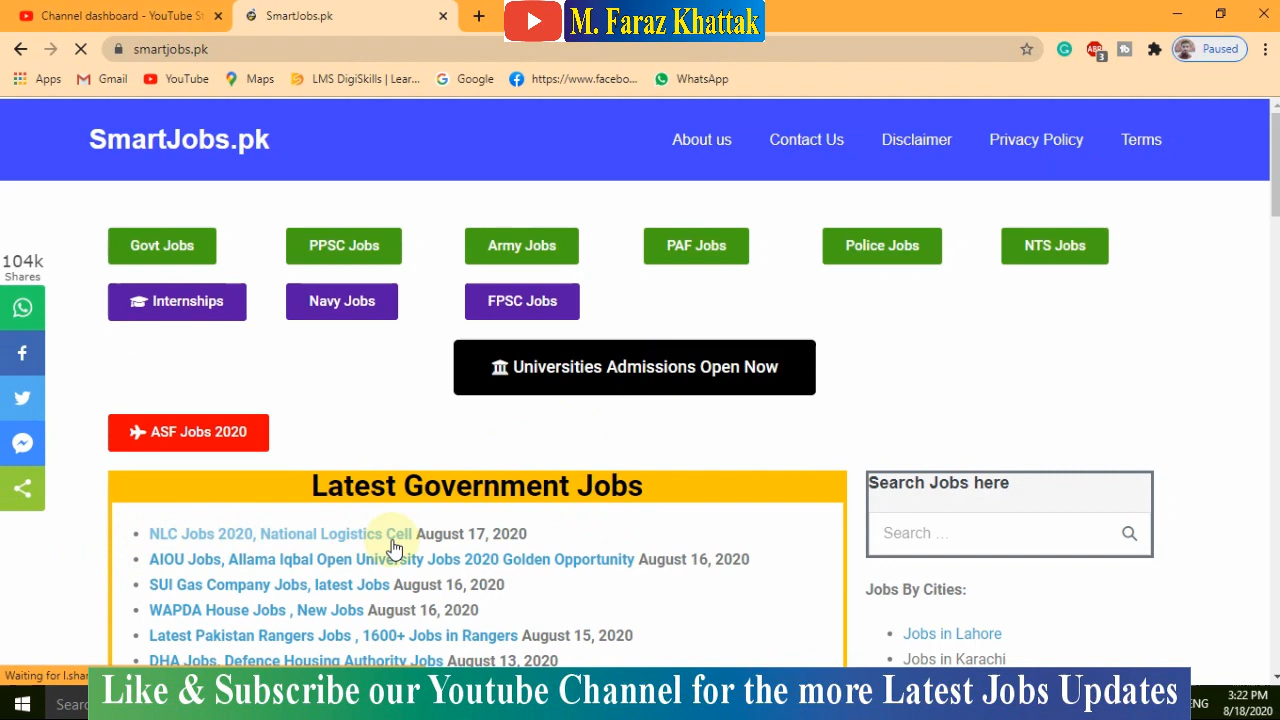 Channel dashboard - YouTube St
SmartJobs.pk
M. Faraz Khattak
smartjobs.pk
ABP
3
Paused
Apps
Gmail
YouTube
Maps
LMS DigiSkills | Lear...
Google
https://www.facebo...
WhatsApp
SmartJobs.pk
About us
Contact Us
Disclaimer
Privacy Policy
Terms
Govt Jobs
PPSC Jobs
Army Jobs
PAF Jobs
Police Jobs
NTS Jobs
104k
Shares
Internships
Navy Jobs
FPSC Jobs
Universities Admissions Open Now
ASF Jobs 2020
Latest Government Jobs
NLC Jobs 2020, National Logistics Cell August 17, 2020
AIOU Jobs, Allama Iqbal Open University Jobs 2020 Golden Opportunity August 16, 2020
SUI Gas Company Jobs, latest Jobs August 16, 2020
WAPDA House Jobs , New Jobs August 16, 2020
Latest Pakistan Rangers Jobs , 1600+ Jobs in Rangers August 15, 2020
DHA Jobs, Defence Housing Authority Jobs August 13, 2020
Search Jobs here
Search ...
Jobs By Cities:
Jobs in Lahore
Jobs in Karachi
Waiting for l.shar
Like & Subscribe our Youtube Channel for the more Latest Jobs Updates
Sear
ENG
3:22 PM
8/18/2020